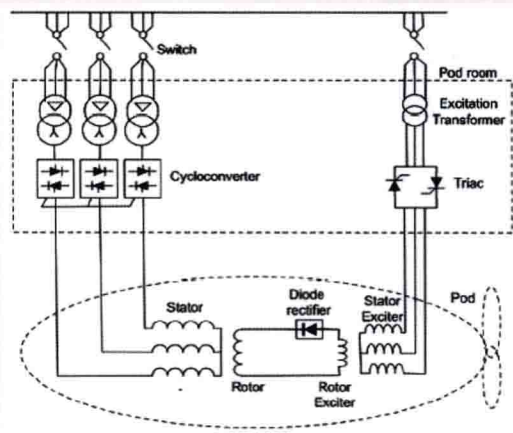 Switch
Pod room
Excitation
Transformer
Cycloconverter
Triac
Stator
Diode
rectifier
Stator
Exciter
Pod
Rotor
Rotor
Exciter